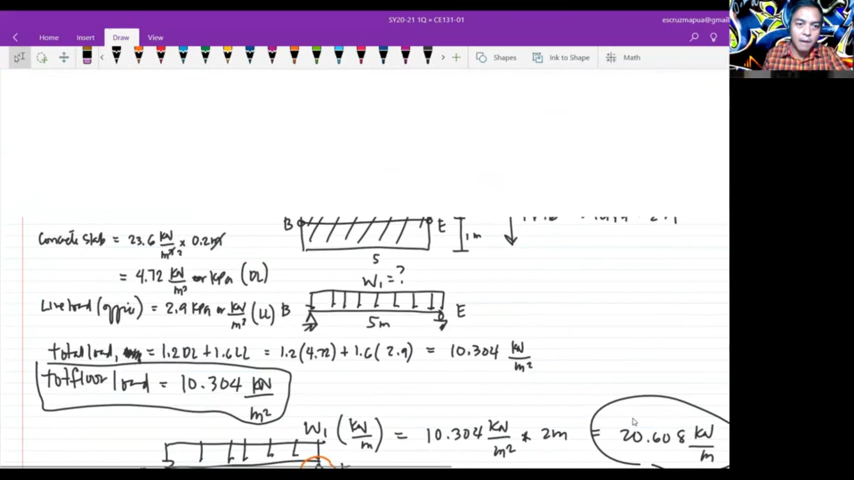 SY20-21 1Q » CE131-01
escruzmapua@gmail
Home Insert Draw View
Shapes Ink to Shape Math
B E 1m
Concrete Slab = 23.6 kN/m³ x 0.2m
5
= 4.72 kN/m² or kPa (DL)
W₁ = ?
Live load (office) = 2.9 kPa or kN/m² (LL) B E
5m
Total load, = 1.2DL + 1.6LL = 1.2(4.72) + 1.6(2.9) = 10.304 kN/m²
tot floor load = 10.304 kN/m²
W₁ (kN/m) = 10.304 kN/m² * 2m = 20.608 kN/m